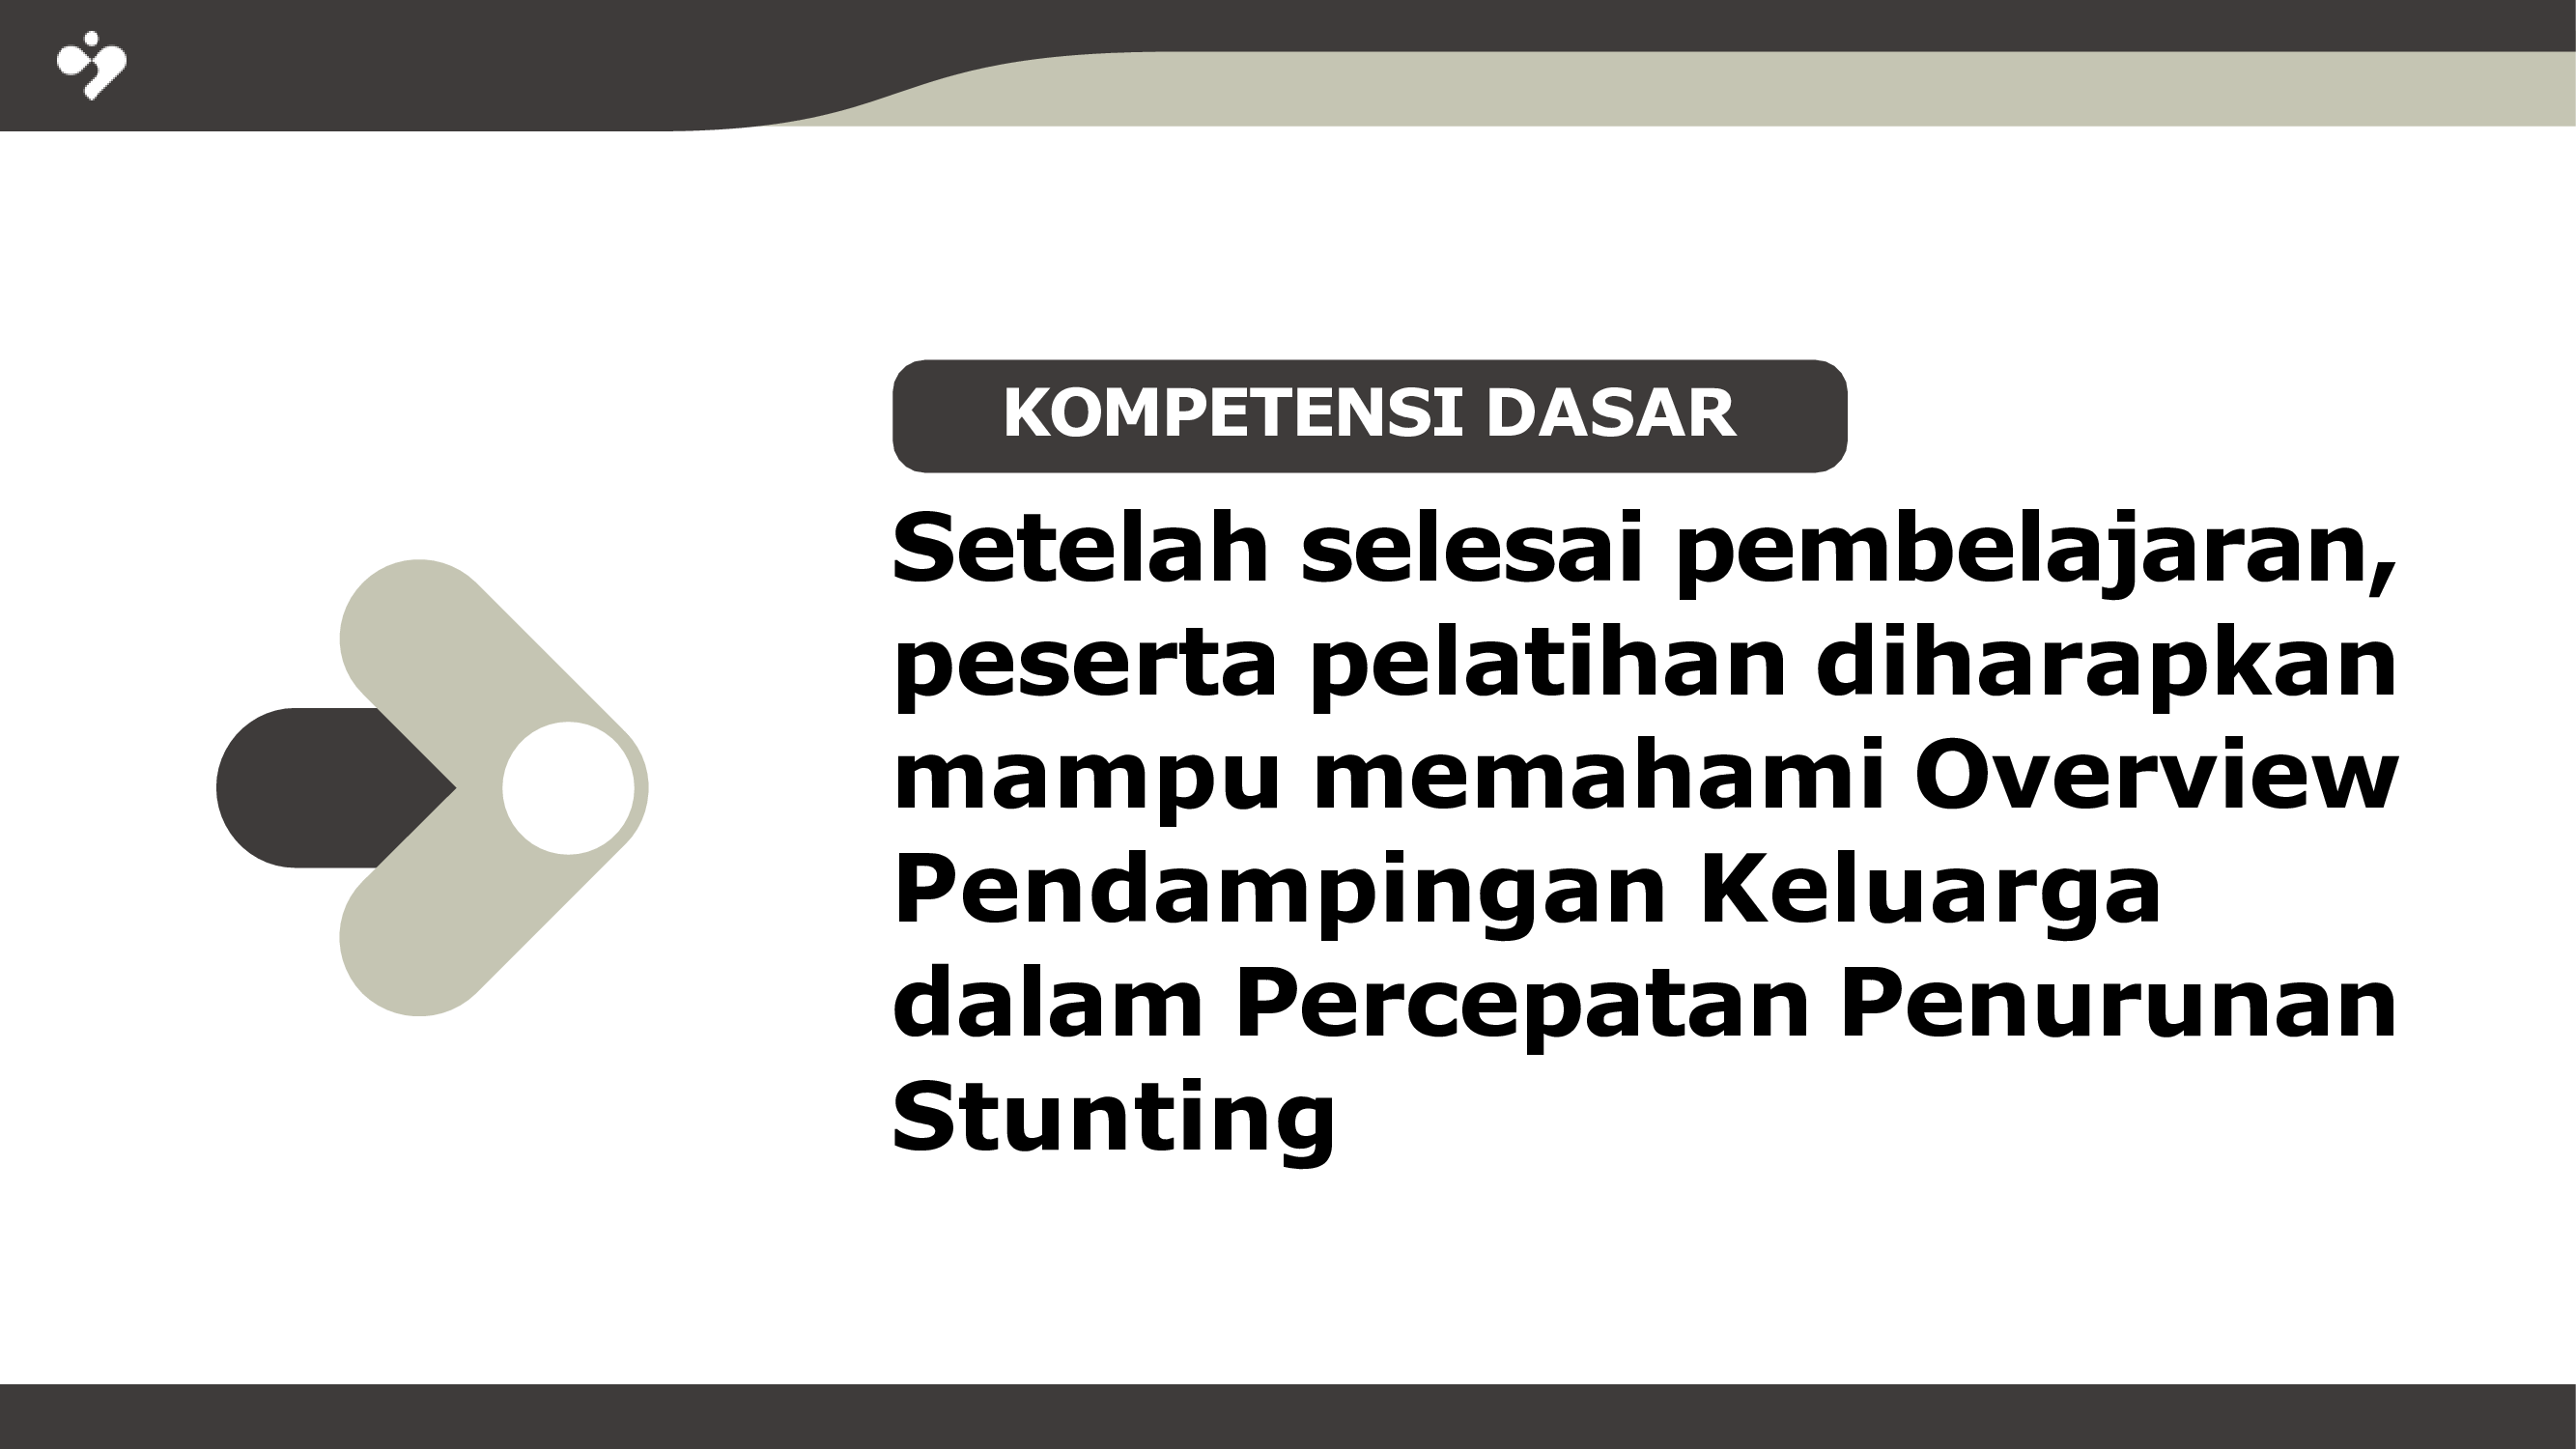 KOMPETENSI DASAR
Setelah selesai pembelajaran,
peserta pelatihan diharapkan
mampu memahami Overview
Pendampingan Keluarga
dalam Percepatan Penurunan
Stunting